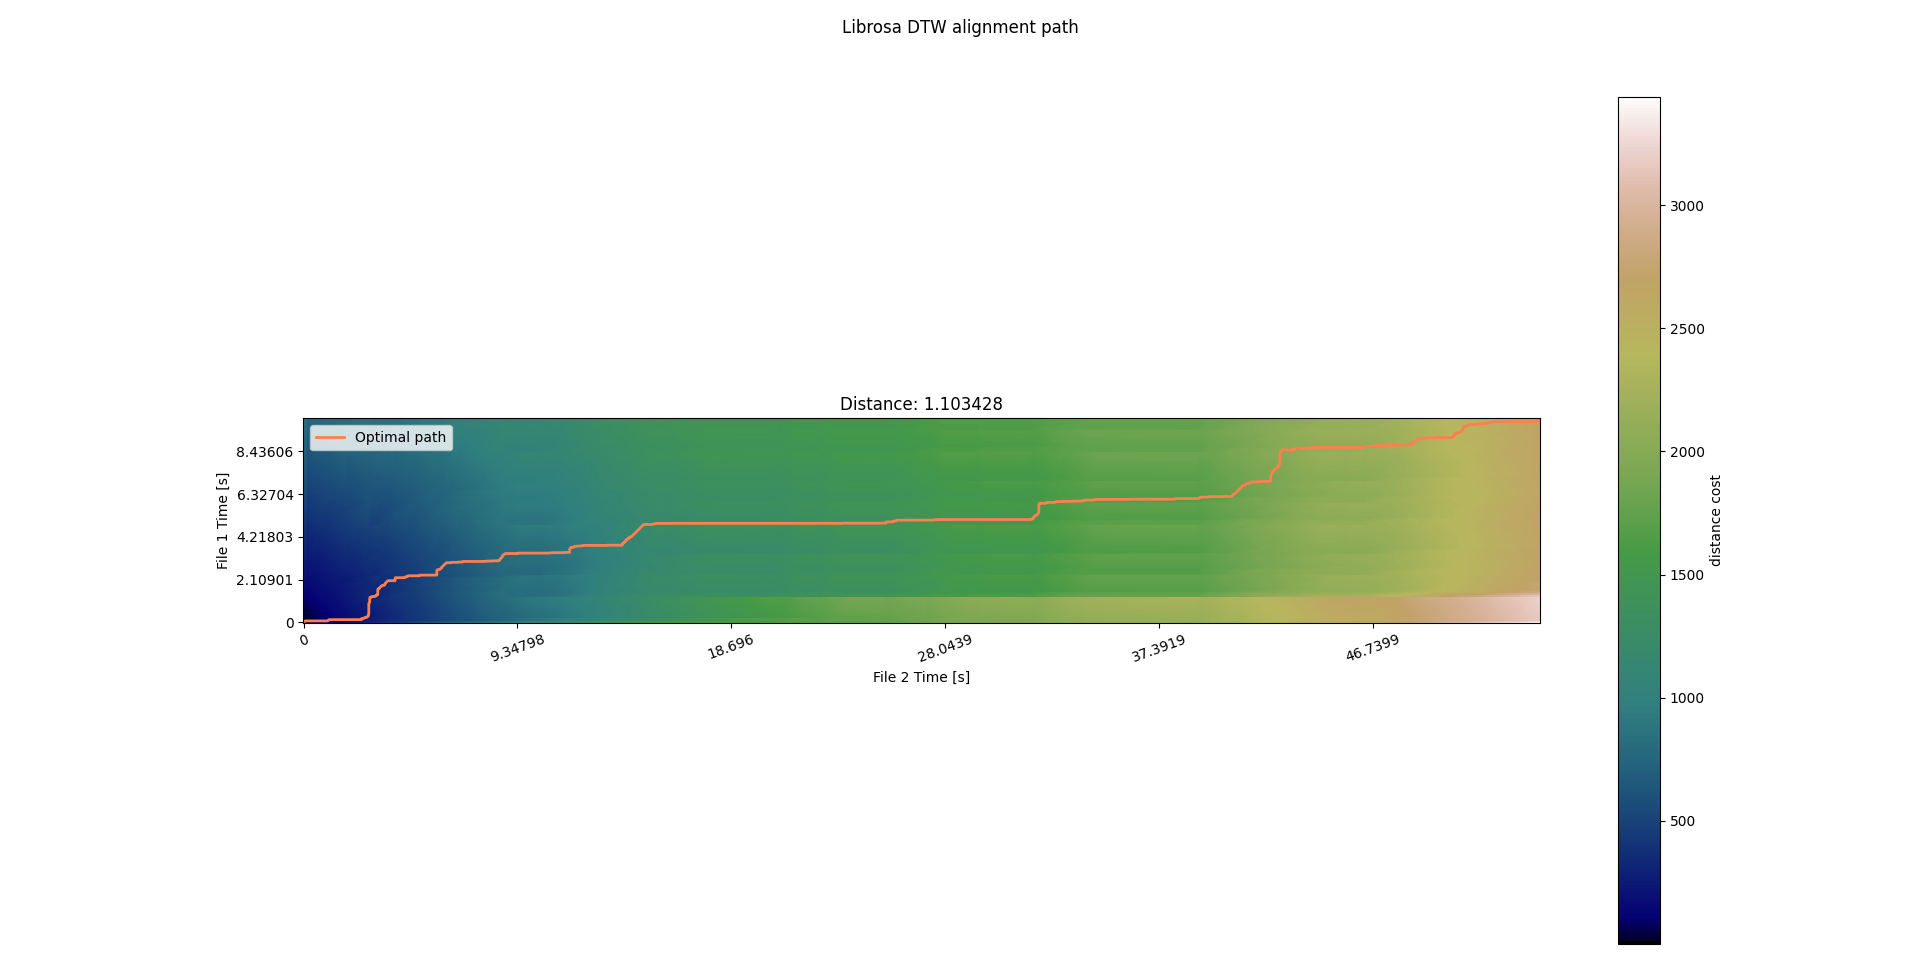 Librosa DTW alignment path
Distance: 1.103428
Optimal path
8.43606
6.32704
4.21803
2.10901
0
File 1 Time [s]
0
9.34798
18.696
28.0439
37.3919
46.7399
File 2 Time [s]
3000
2500
2000
1500
1000
500
distance cost